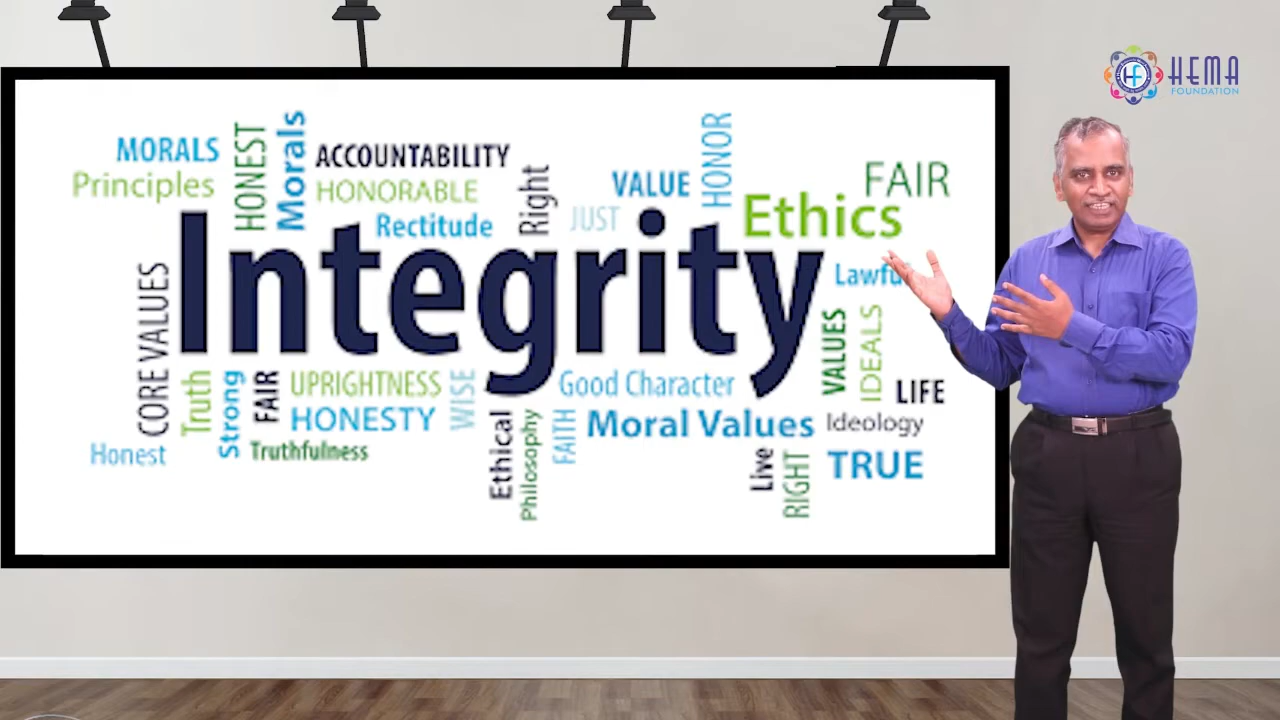 HEMA
FOUNDATION
MORALS
Principles
HONEST
Morals
ACCOUNTABILITY
HONORABLE
Rectitude
Right
JUST
VALUE
HONOR
Ethics
FAIR
Integrity
Lawfu
CORE VALUES
Truth
Strong
FAIR
UPRIGHTNESS
HONESTY
Truthfulness
WISE
Honest
Ethical
Philosophy
FAITH
Good Character
Moral Values
VALUES
IDEALS
LIFE
Ideology
Live
RIGHT
TRUE